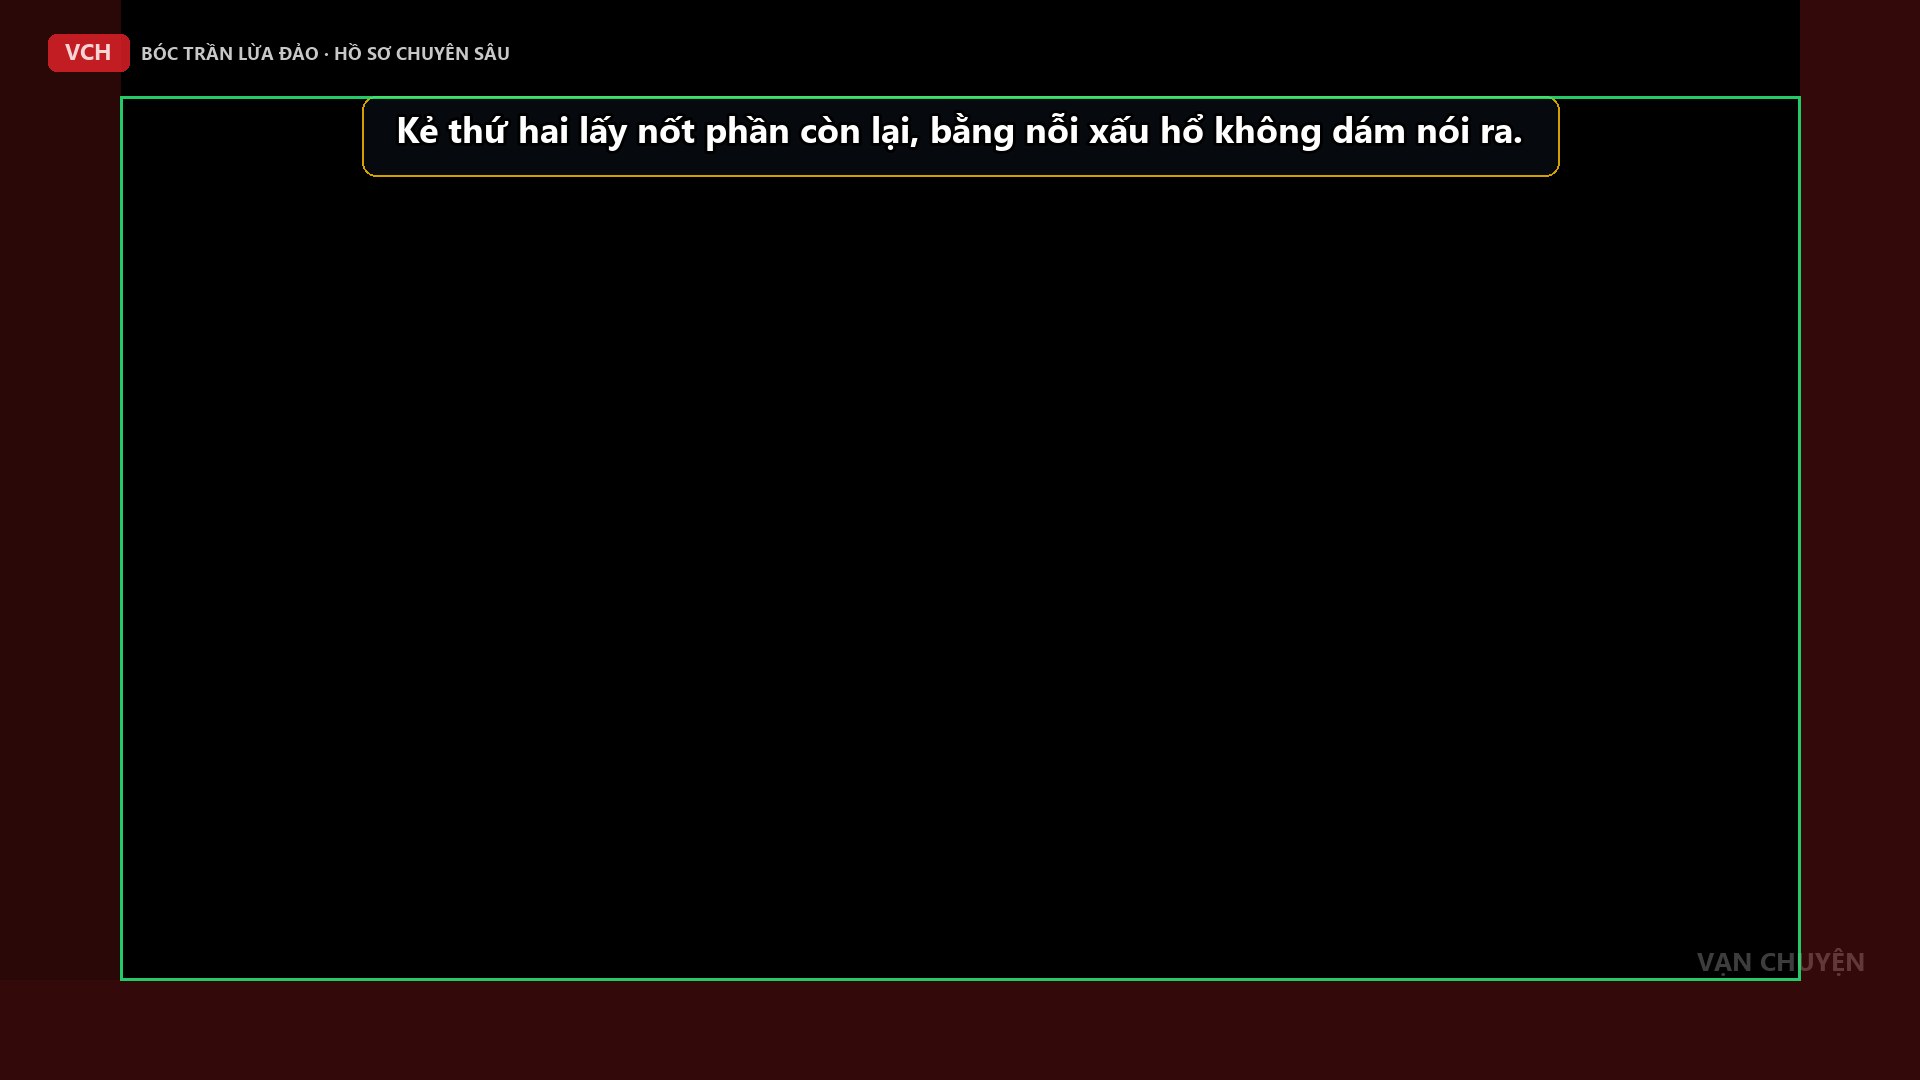 VCH
BÓC TRẦN LỪA ĐẢO · HỒ SƠ CHUYÊN SÂU
Kẻ thứ hai lấy nốt phần còn lại, bằng nỗi xấu hổ không dám nói ra.
VẠN CHUYỆN